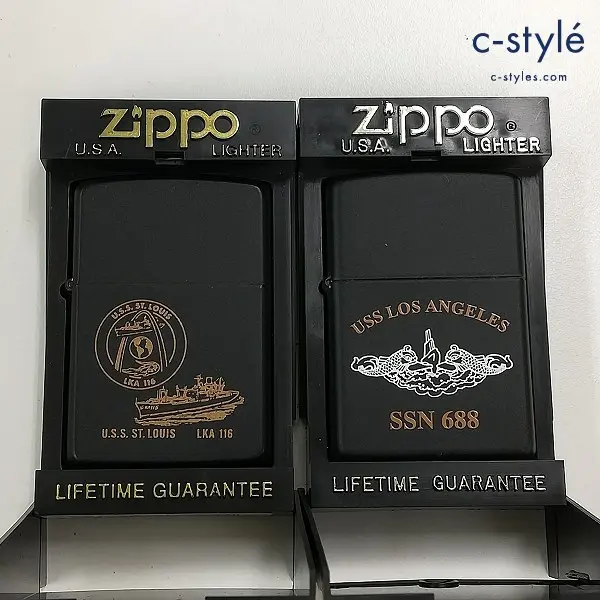 c-stylé
c-styles.com
Zippo ®
U.S.A. LIGHTER
U.S.S. ST. LOUIS
LKA 116
U.S.S. ST. LOUIS LKA 116
LIFETIME GUARANTEE
Zippo ®
U.S.A. LIGHTER
USS LOS ANGELES
SSN 688
LIFETIME GUARANTEE